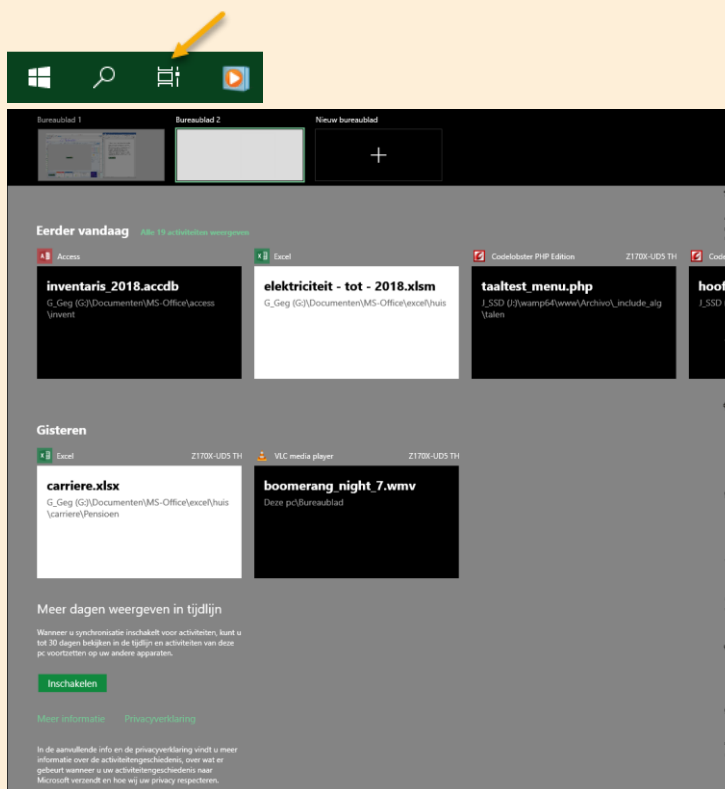 Bureaublad 1 Bureaublad 2 Nieuw bureaublad
Eerder vandaag Alle 19 activiteiten weergeven
Access Excel Codelobster PHP Edition Z170X-UD5 TH
inventaris_2018.accdb
G_Geg (G:)\Documenten\MS-Office\access
\invent
elektriciteit - tot - 2018.xlsm
G_Geg (G:)\Documenten\MS-Office\excel\huis
taaltest_menu.php
J_SSD (J:)\wamp64\www\Archivo\_include_alg
\talen
Gisteren
Excel Z170X-UD5 TH VLC media player Z170X-UD5 TH
carriere.xlsx
G_Geg (G:)\Documenten\MS-Office\excel\huis
\carriere\Pensioen
boomerang_night_7.wmv
Deze pc\Bureaublad
Meer dagen weergeven in tijdlijn
Wanneer u synchronisatie inschakelt voor activiteiten, kunt u
tot 30 dagen bekijken in de tijdlijn en activiteiten van deze
pc voortzetten op uw andere apparaten.
Inschakelen
Meer informatie Privacyverklaring
In de aanvullende info en de privacyverklaring vindt u meer
informatie over de activiteitengeschiedenis, over wat er
gebeurt wanneer u uw activiteitengeschiedenis naar
Microsoft verzendt en hoe wij uw privacy respecteren.